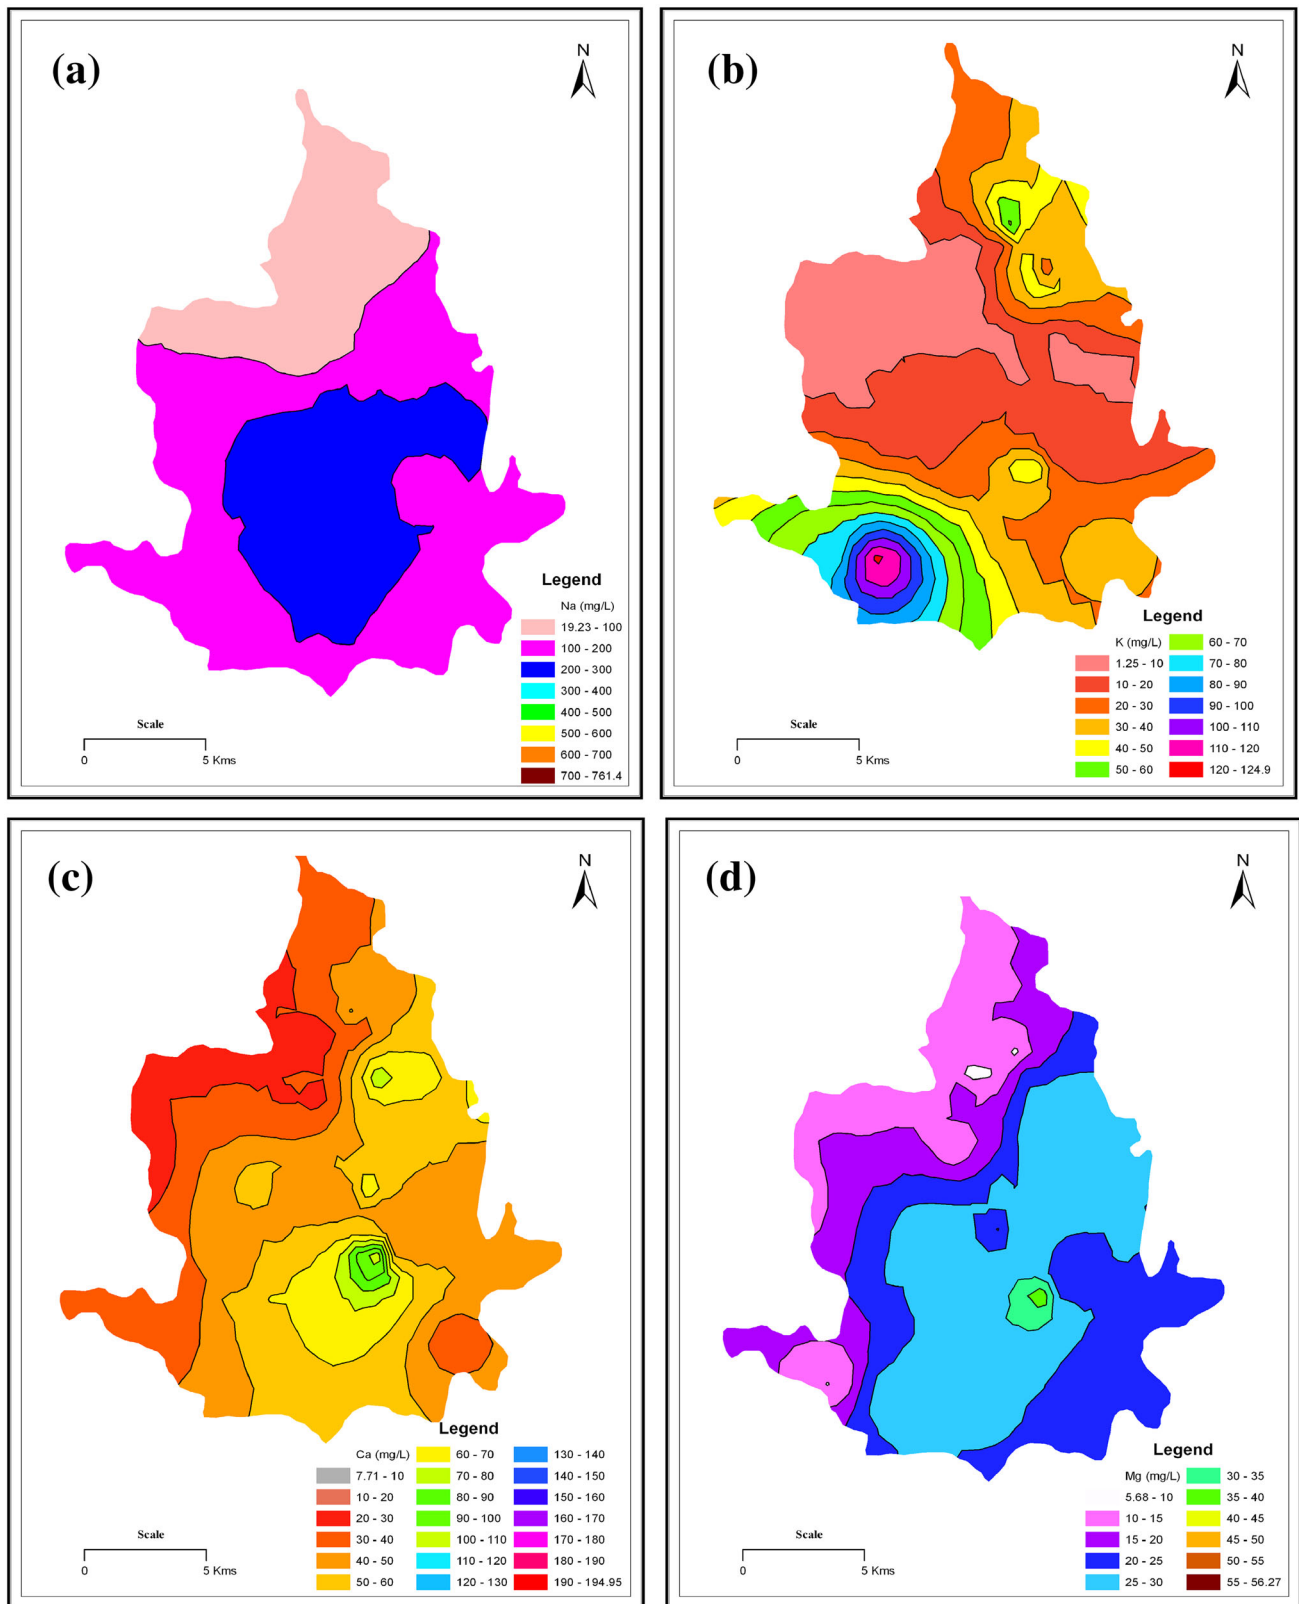 (a)
N
Legend
Na (mg/L)
19.23 - 100
100 - 200
200 - 300
300 - 400
400 - 500
500 - 600
600 - 700
700 - 761.4
Scale
0 5 Kms
(b)
N
Legend
K (mg/L)
1.25 - 10
10 - 20
20 - 30
30 - 40
40 - 50
50 - 60
60 - 70
70 - 80
80 - 90
90 - 100
100 - 110
110 - 120
120 - 124.9
Scale
0 5 Kms
(c)
N
Legend
Ca (mg/L)
7.71 - 10
10 - 20
20 - 30
30 - 40
40 - 50
50 - 60
60 - 70
70 - 80
80 - 90
90 - 100
100 - 110
110 - 120
120 - 130
130 - 140
140 - 150
150 - 160
160 - 170
170 - 180
180 - 190
190 - 194.95
Scale
0 5 Kms
(d)
N
Legend
Mg (mg/L)
5.68 - 10
10 - 15
15 - 20
20 - 25
25 - 30
30 - 35
35 - 40
40 - 45
45 - 50
50 - 55
55 - 56.27
Scale
0 5 Kms